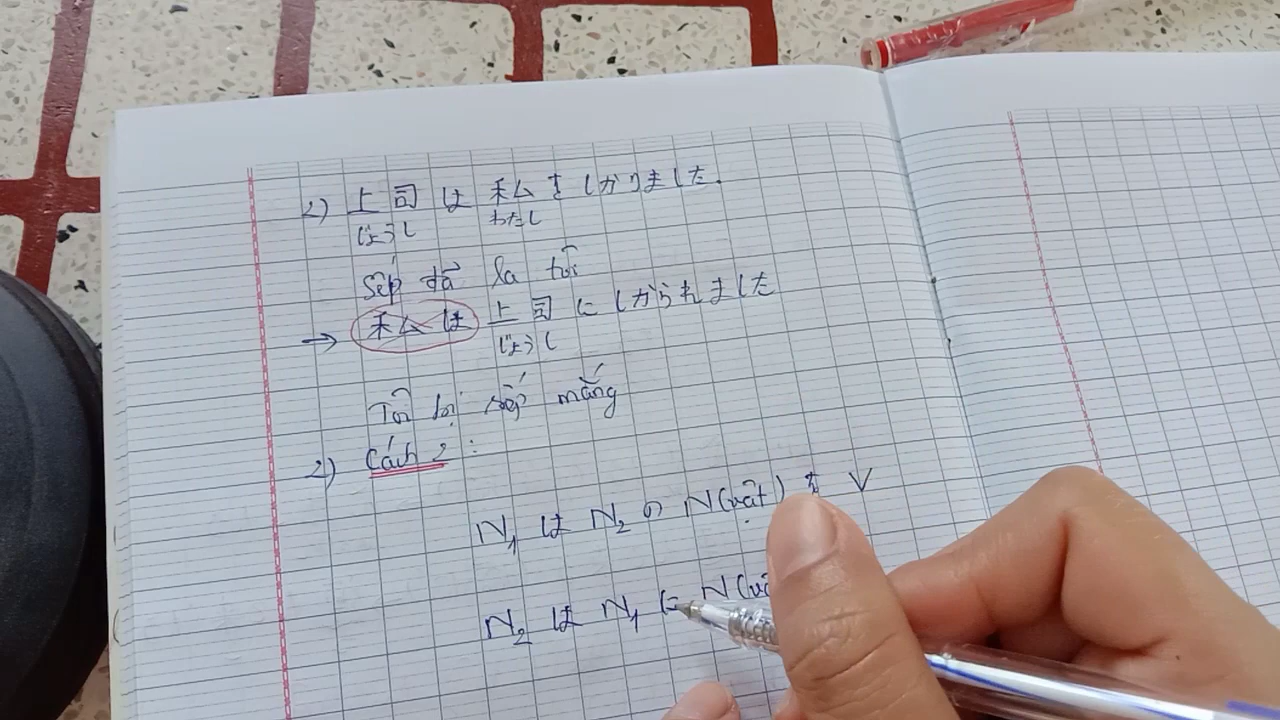 2) 上司は私をしかりました.
じょうし わたし
Sếp đã la tôi
→ 私は上司にしかられました
じょうし
Tôi bị sếp mắng
2) Cách 2:
N1 は N2 の N(vật) を V
N2 は N1 に N(vậ